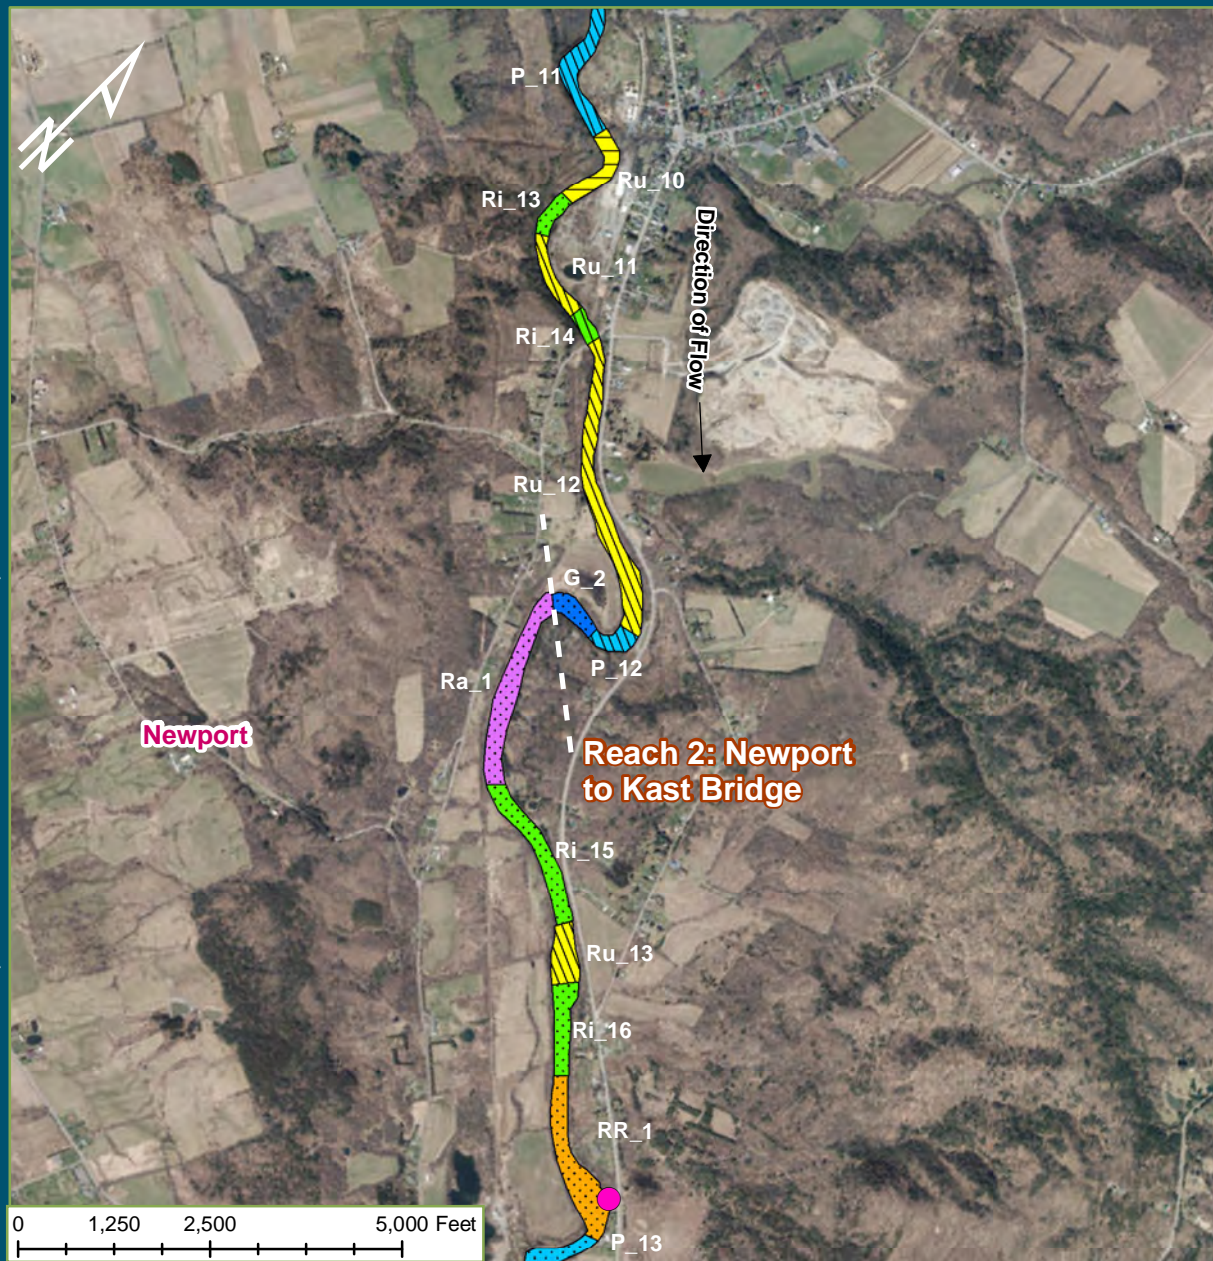 P_11
N
Ru_10
Ri_13
Direction of Flow
Ru_11
Ri_14
Ru_12
G_2
P_12
Ra_1
Newport
Reach 2: Newport
to Kast Bridge
Ri_15
Ru_13
Ri_16
RR_1
P_13
0 1,250 2,500 5,000 Feet